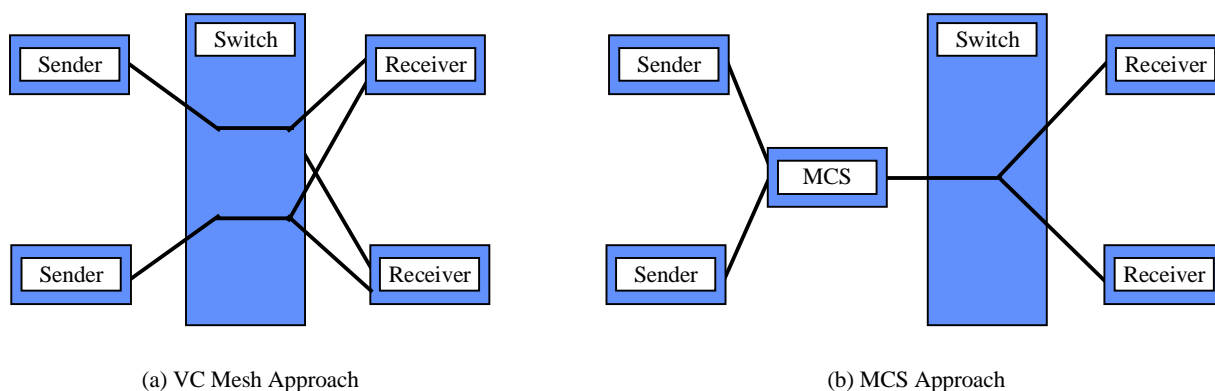 Switch
Sender
Receiver
Sender
Receiver
(a) VC Mesh Approach
Switch
Sender
Receiver
MCS
Sender
Receiver
(b) MCS Approach